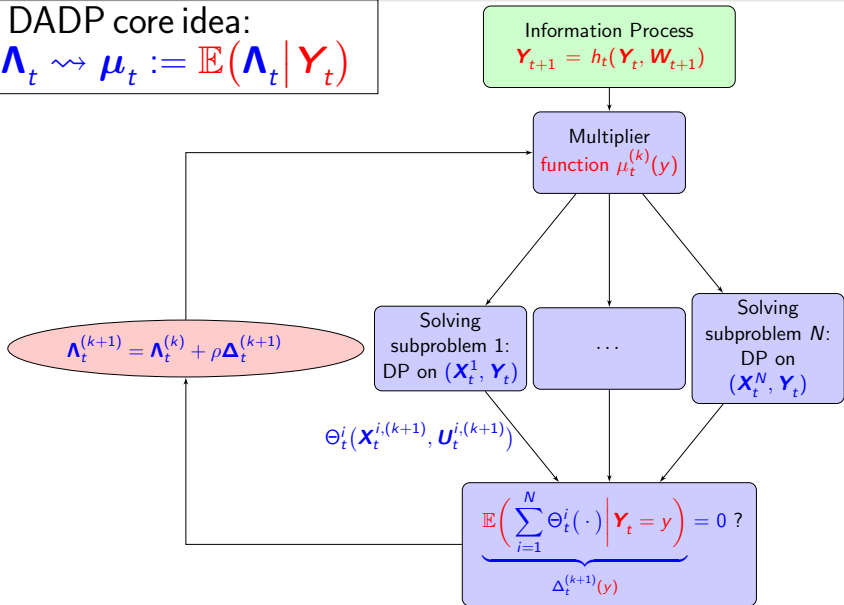 DADP core idea:
𝚲_t ⇝ 𝝁_t := 𝔼(𝚲_t | 𝒀_t)
Information Process
𝒀_{t+1} = h_t(𝒀_t, 𝑾_{t+1})
Multiplier
function μ_t^{(k)}(y)
Solving
subproblem 1:
DP on (𝑿_t^1, 𝒀_t)
···
Solving
subproblem N:
DP on
(𝑿_t^N, 𝒀_t)
𝚲_t^{(k+1)} = 𝚲_t^{(k)} + ρ𝚫_t^{(k+1)}
Θ_t^i(𝑿_t^{i,(k+1)}, 𝑼_t^{i,(k+1)})
𝔼(∑_{i=1}^{N} Θ_t^i(·) | 𝒀_t = y) = 0 ?
Δ_t^{(k+1)}(y)